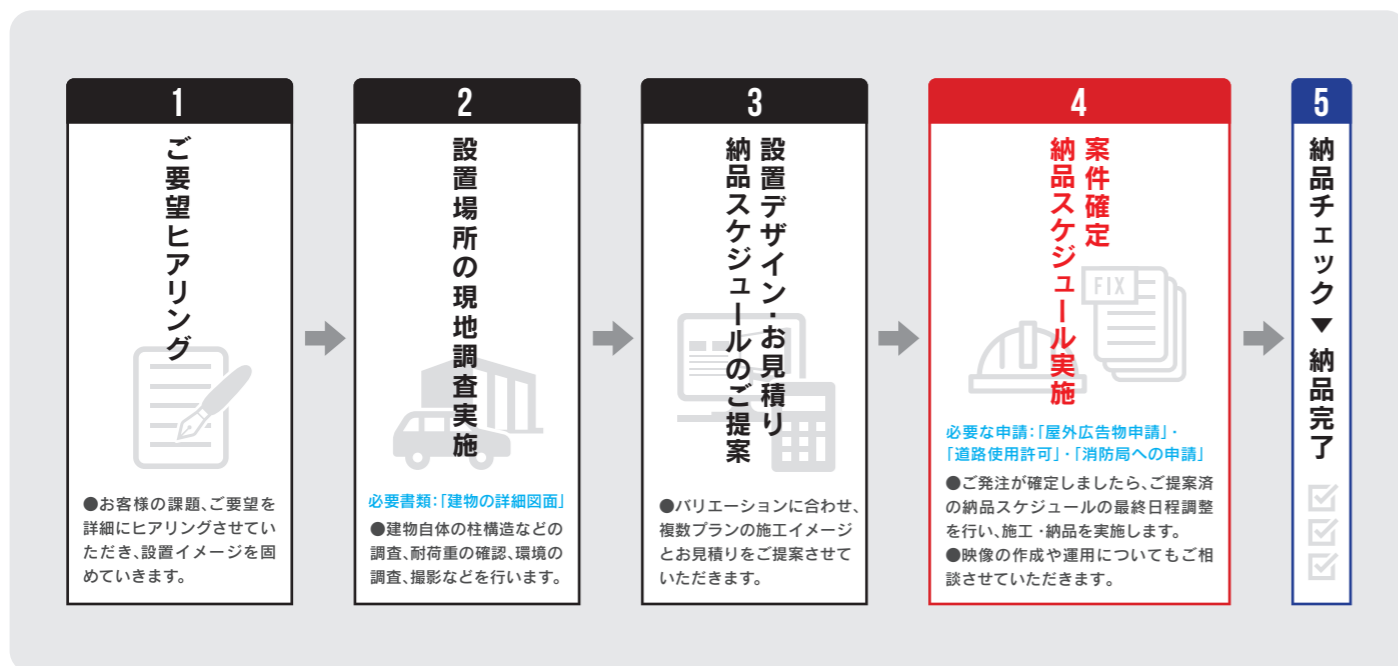 1
ご要望ヒアリング
●お客様の課題、ご要望を
詳細にヒアリングさせてい
ただき、設置イメージを固
めていきます。
2
設置場所の現地調査実施
必要書類：「建物の詳細図面」
●建物自体の柱構造などの
調査、耐荷重の確認、環境の
調査、撮影などを行います。
3
設置デザイン・お見積り
納品スケジュールのご提案
●バリエーションに合わせ、
複数プランの施工イメージ
とお見積りをご提案させて
いただきます。
4
案件確定
納品スケジュール実施
FIX
必要な申請：「屋外広告物申請」・
「道路使用許可」・「消防局への申請」
●ご発注が確定しましたら、ご提案済
の納品スケジュールの最終日程調整
を行い、施工・納品を実施します。
●映像の作成や運用についてもご相
談させていただきます。
5
納品チェック▼納品完了